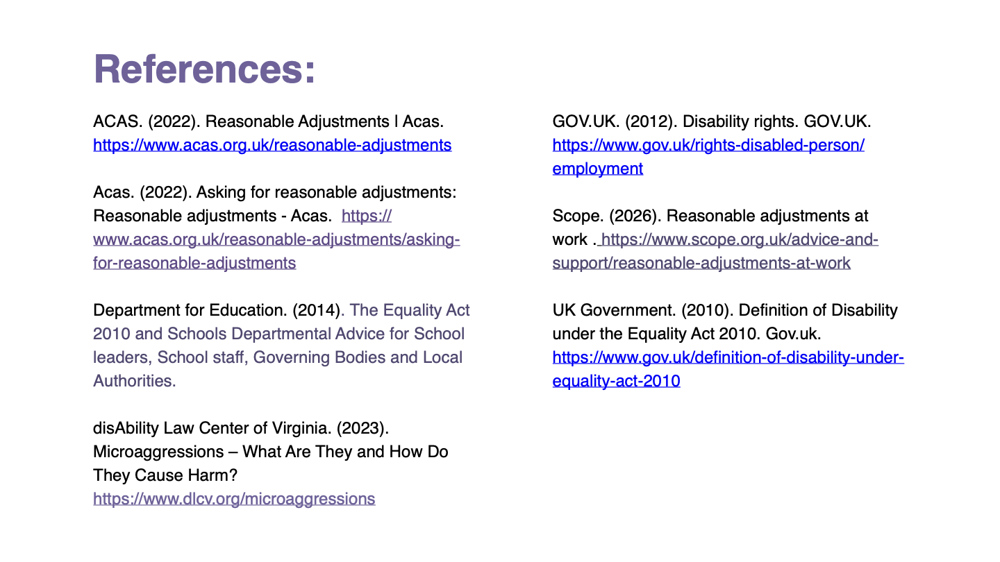 References:
ACAS. (2022). Reasonable Adjustments | Acas.
https://www.acas.org.uk/reasonable-adjustments
Acas. (2022). Asking for reasonable adjustments:
Reasonable adjustments - Acas.  https://
www.acas.org.uk/reasonable-adjustments/asking-
for-reasonable-adjustments
Department for Education. (2014). The Equality Act
2010 and Schools Departmental Advice for School
leaders, School staff, Governing Bodies and Local
Authorities.
disAbility Law Center of Virginia. (2023).
Microaggressions – What Are They and How Do
They Cause Harm?
https://www.dlcv.org/microaggressions
GOV.UK. (2012). Disability rights. GOV.UK.
https://www.gov.uk/rights-disabled-person/
employment
Scope. (2026). Reasonable adjustments at
work . https://www.scope.org.uk/advice-and-
support/reasonable-adjustments-at-work
UK Government. (2010). Definition of Disability
under the Equality Act 2010. Gov.uk.
https://www.gov.uk/definition-of-disability-under-
equality-act-2010